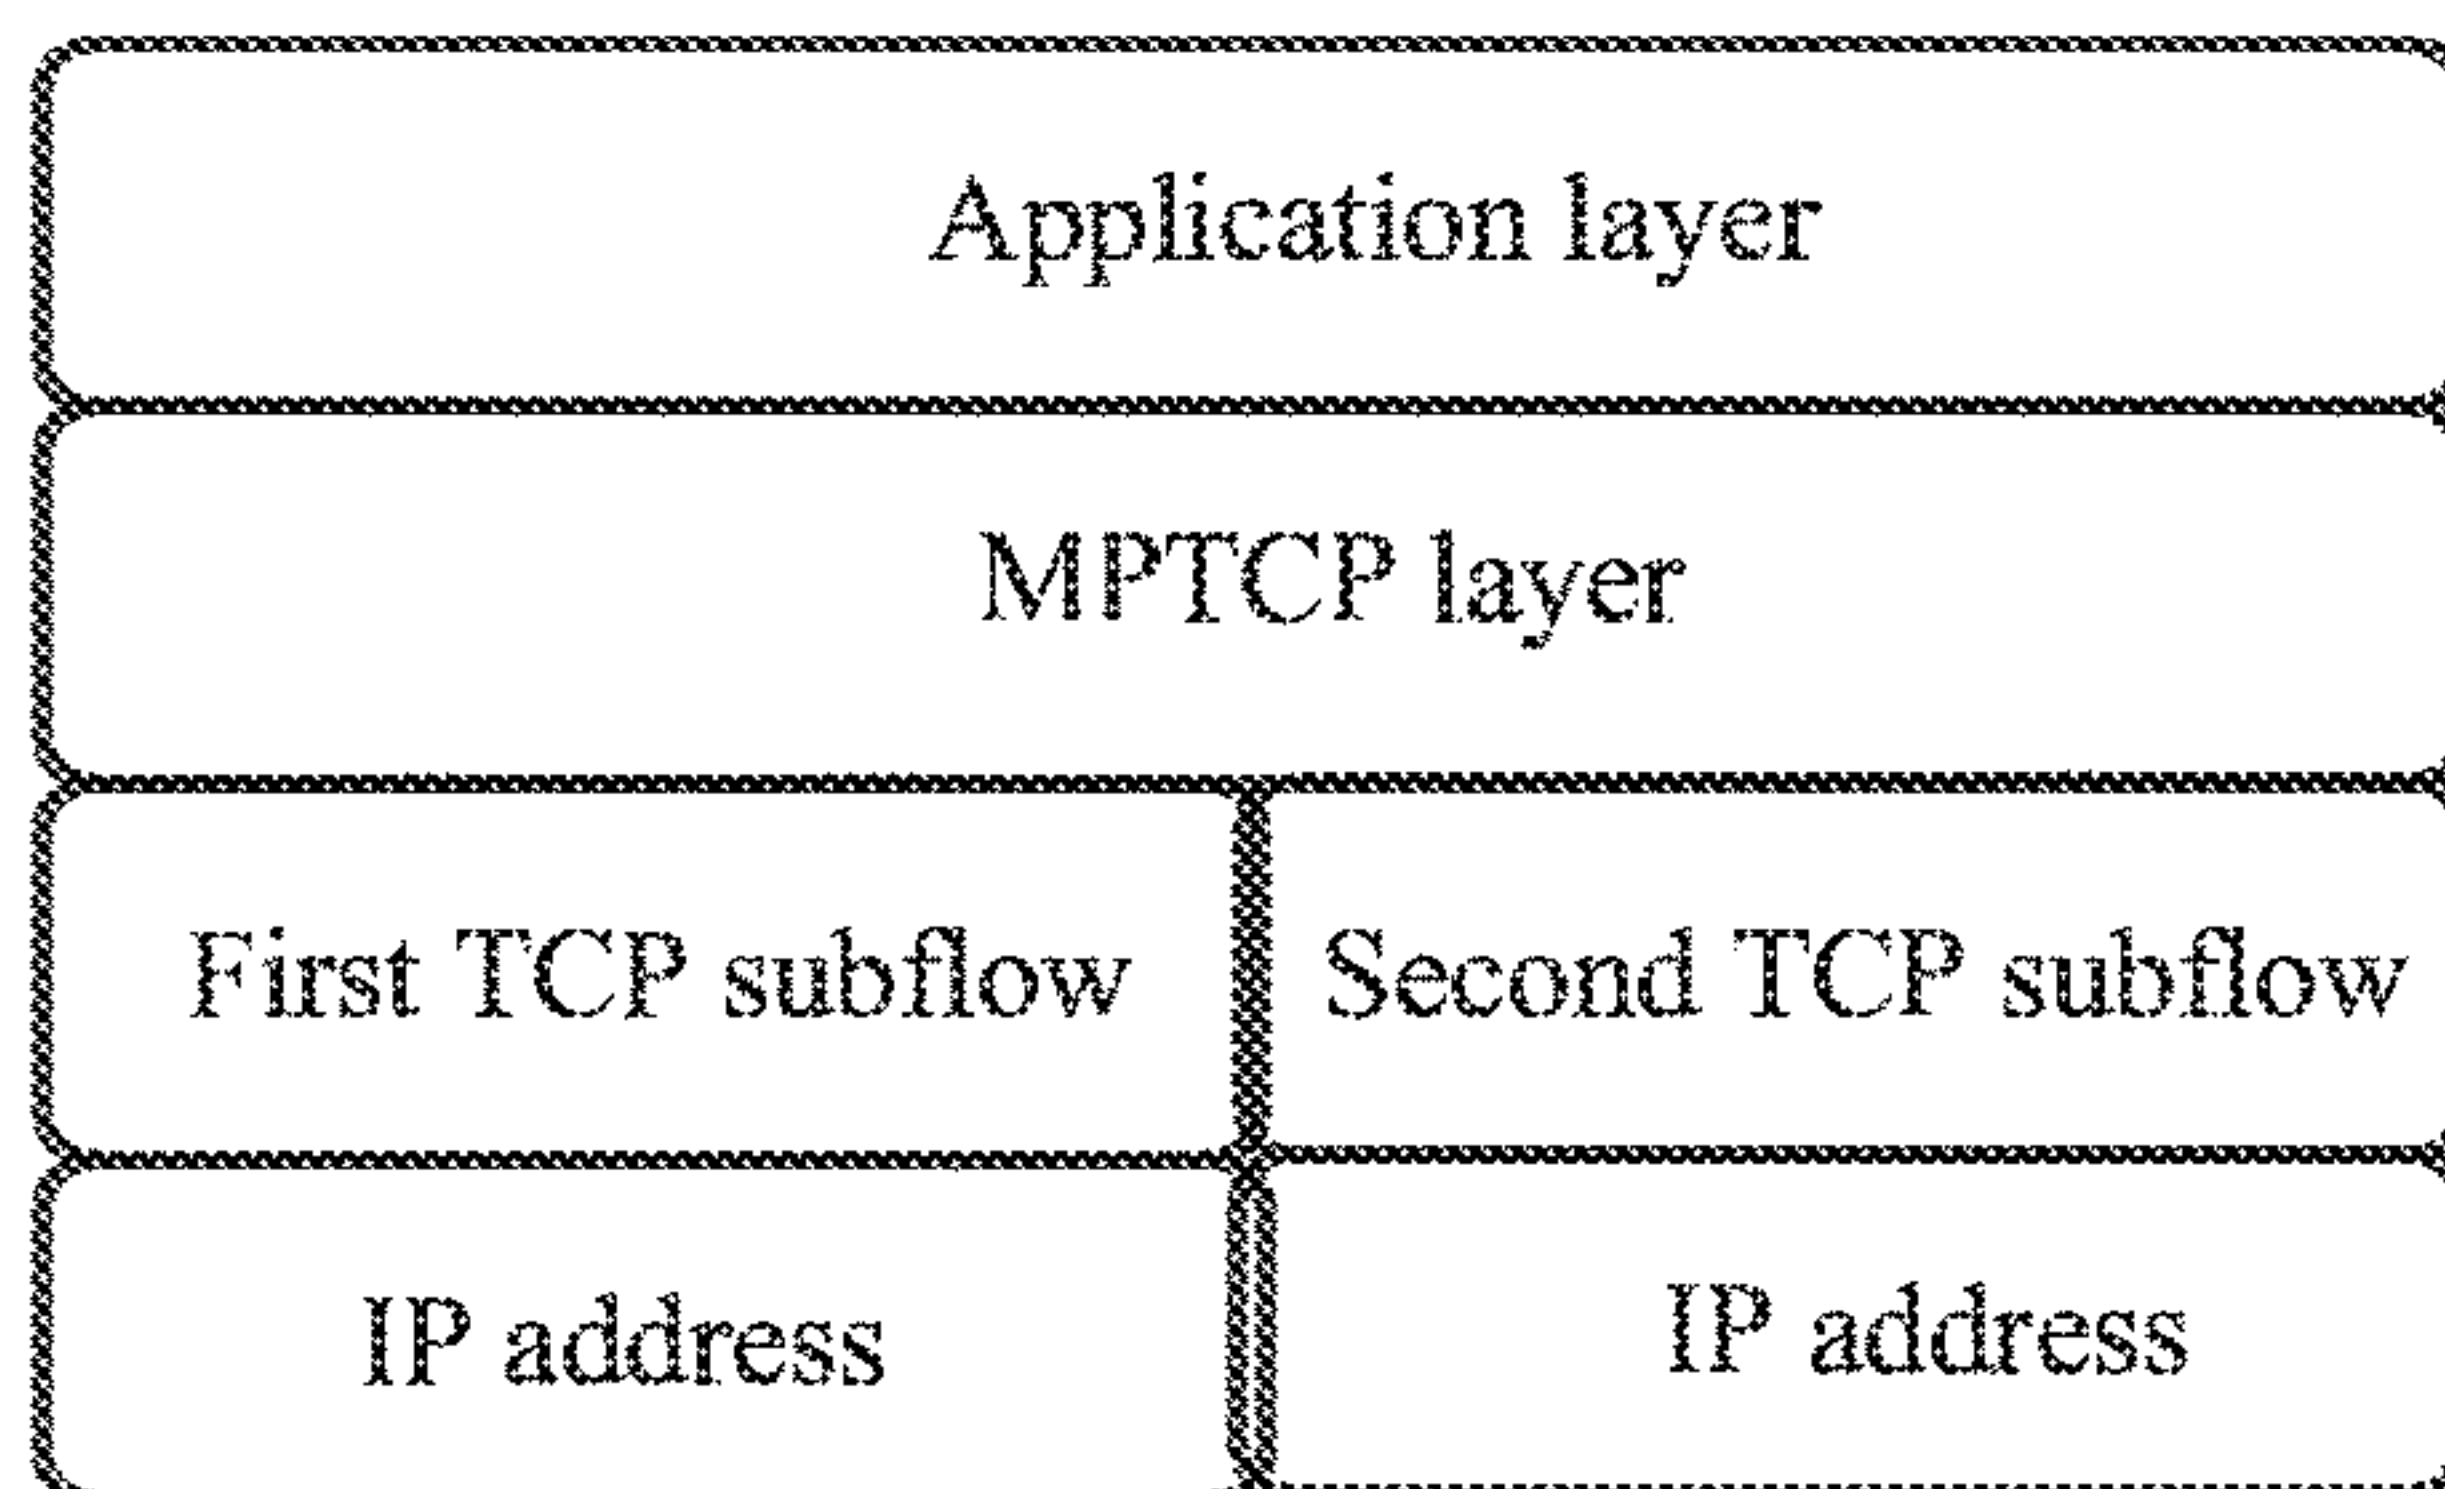 Application layer
MPTCP layer
First TCP subflow
Second TCP subflow
IP address
IP address